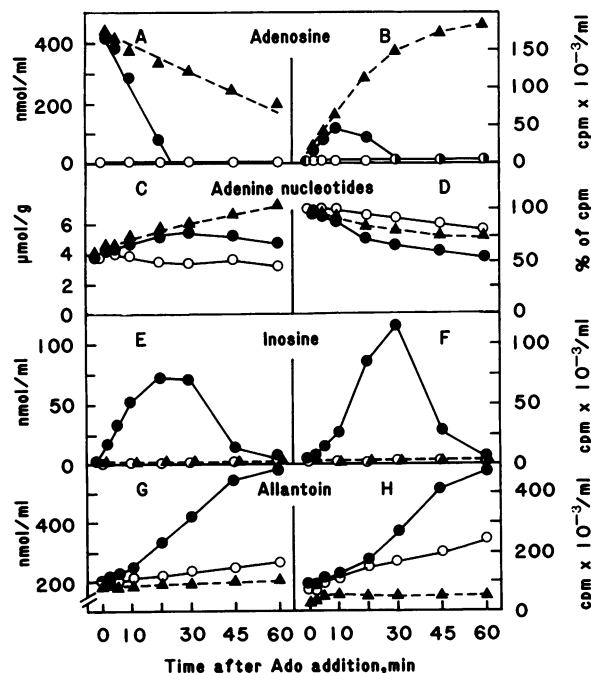 A Adenosine B
400
200
0
nmol/ml
150
100
50
0
cpm x 10⁻³/ml
C Adenine nucleotides D
6
4
2
0
μmol/g
100
50
0
% of cpm
E Inosine F
100
50
0
nmol/ml
100
50
0
cpm x 10⁻³/ml
G Allantoin H
400
200
nmol/ml
400
200
0
cpm x 10⁻³/ml
0 10 30 45 60 0 10 30 45 60
Time after Ado addition,min